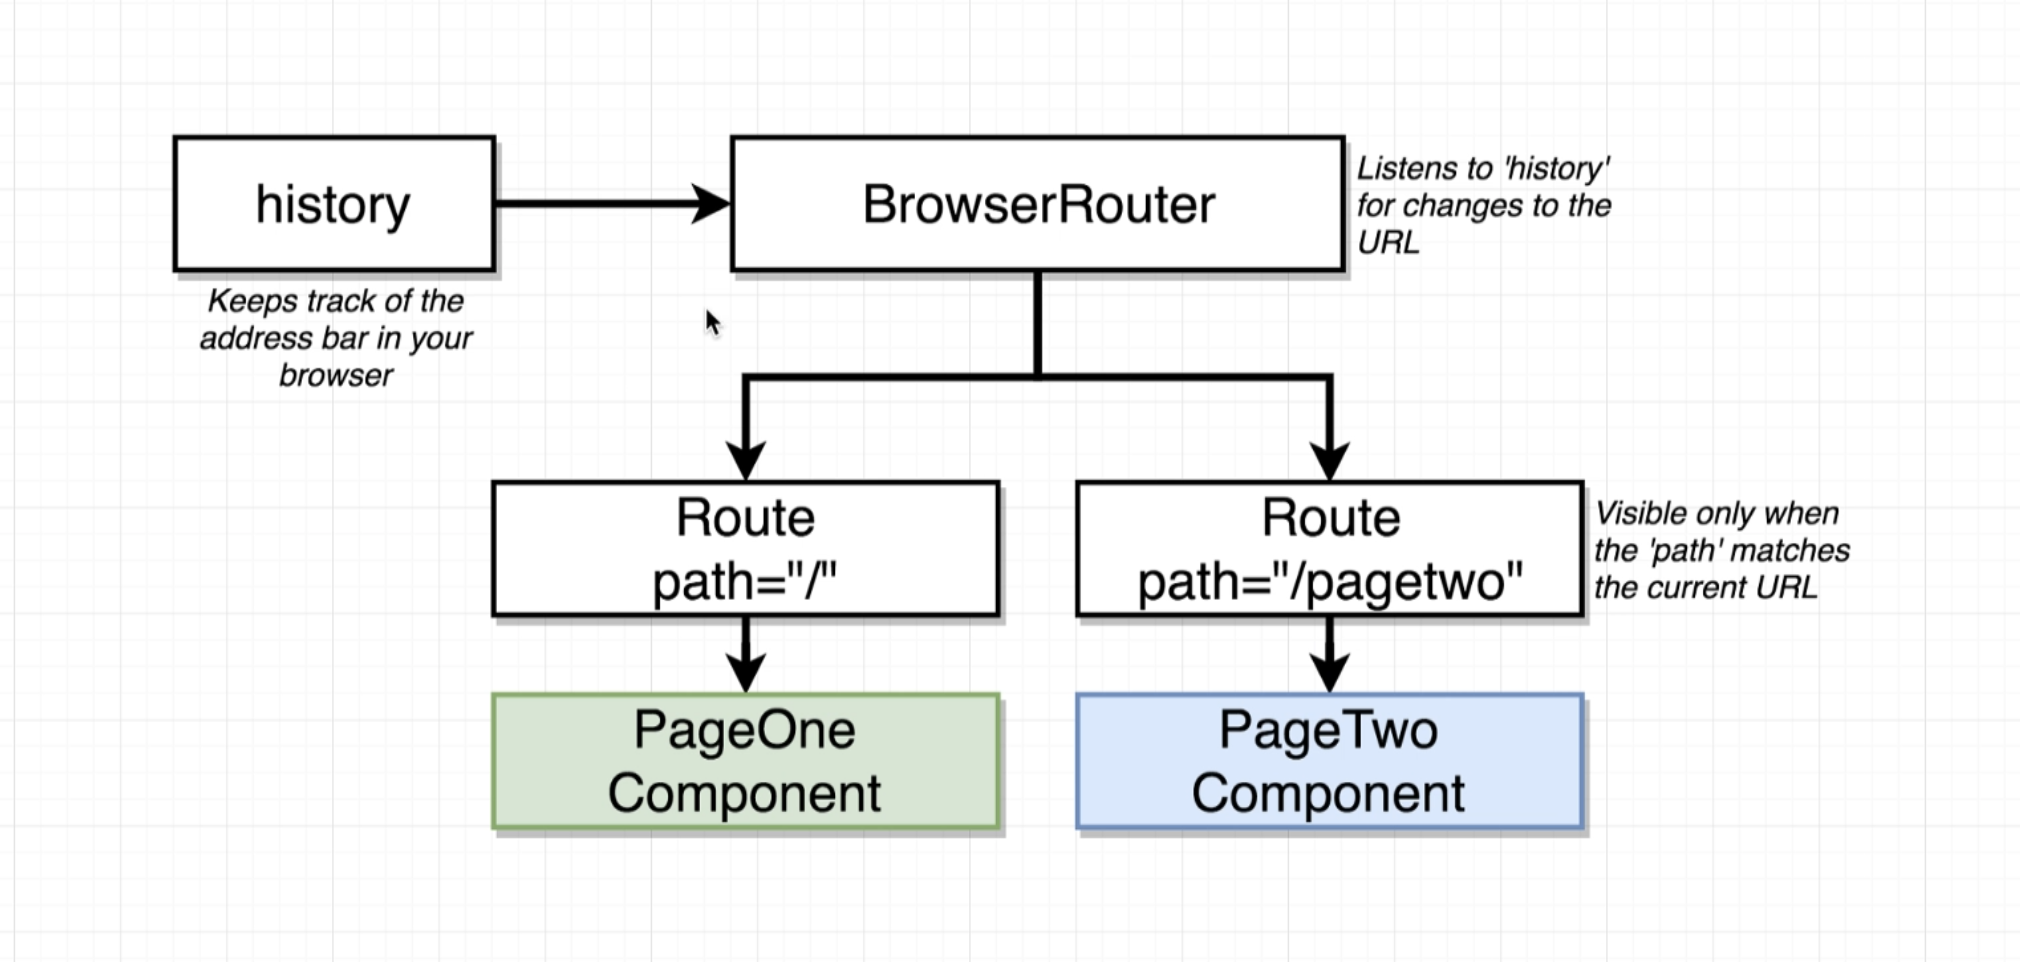 history
BrowserRouter
Listens to 'history'
for changes to the
URL
Keeps track of the
address bar in your
browser
Route
path="/"
Route
path="/pagetwo"
Visible only when
the 'path' matches
the current URL
PageOne
Component
PageTwo
Component